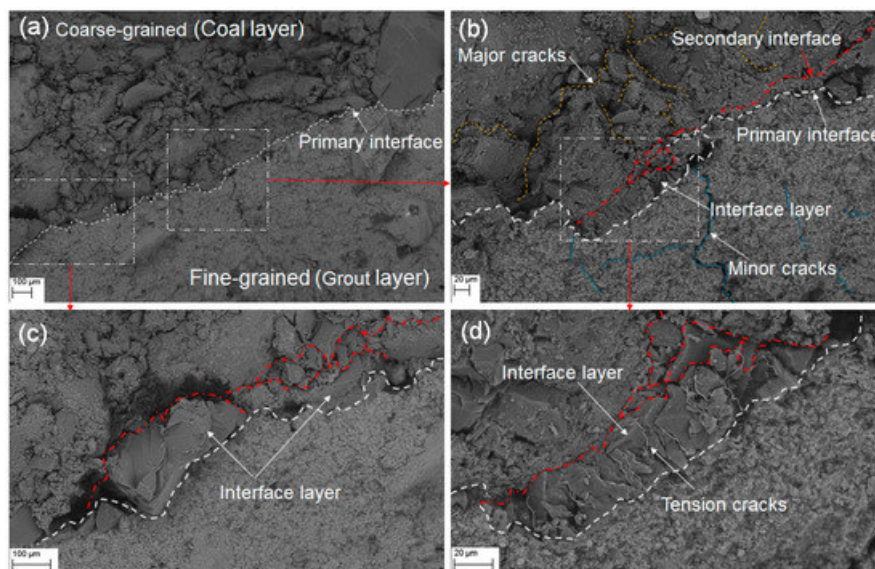 (a) Coarse-grained (Coal layer)
Primary interface
Fine-grained (Grout layer)
100 µm
(b)
Secondary interface
Major cracks
Primary interface
Interface layer
Minor cracks
20 µm
(c)
Interface layer
100 µm
(d)
Interface layer
Tension cracks
20 µm